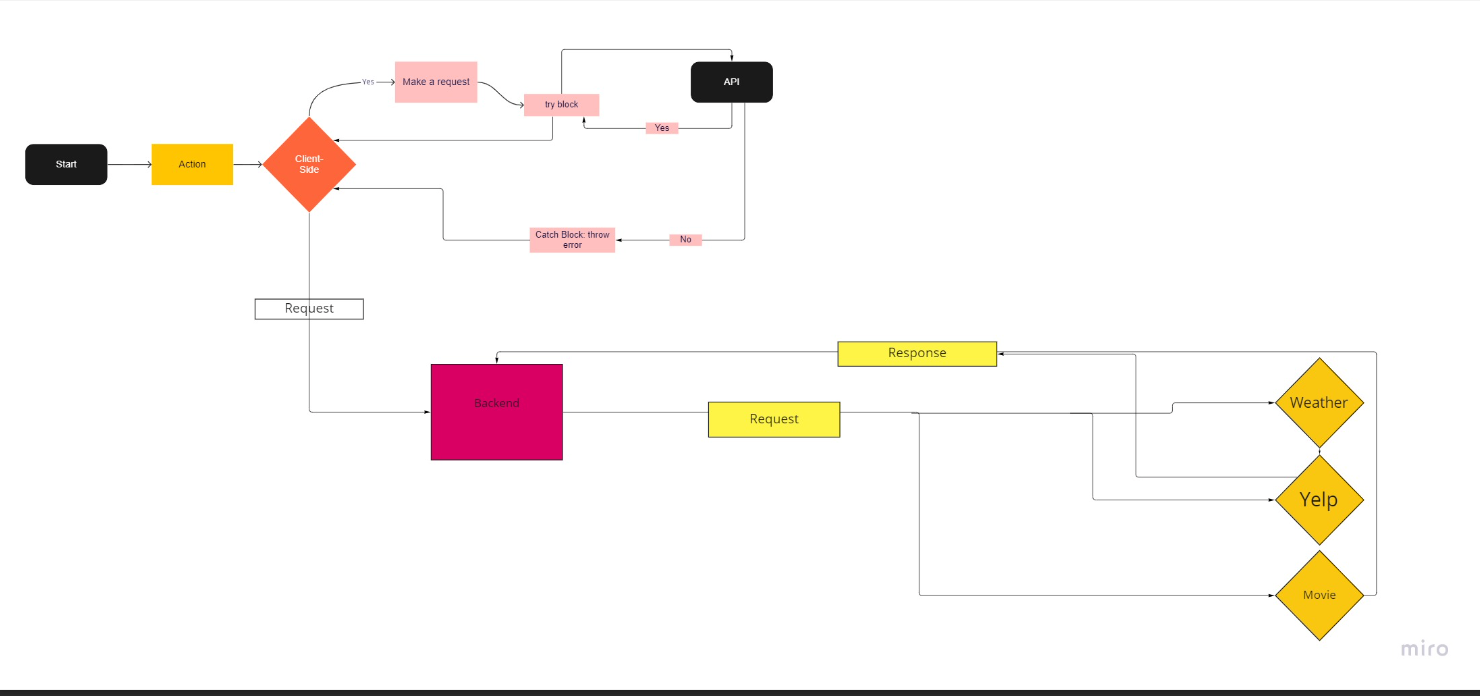 Yes
Make a request
try block
API
Yes
Start
Action
Client-
Side
Catch Block: throw
error
No
Request
Response
Backend
Request
Weather
Yelp
Movie
miro